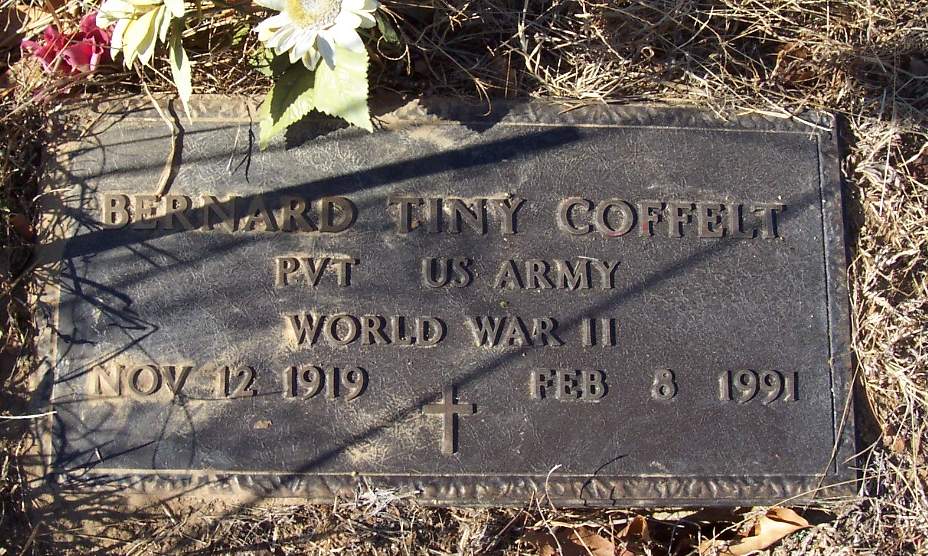 BERNARD TINY COFFELT
PVT US ARMY
WORLD WAR II
NOV 12 1919 FEB 8 1991